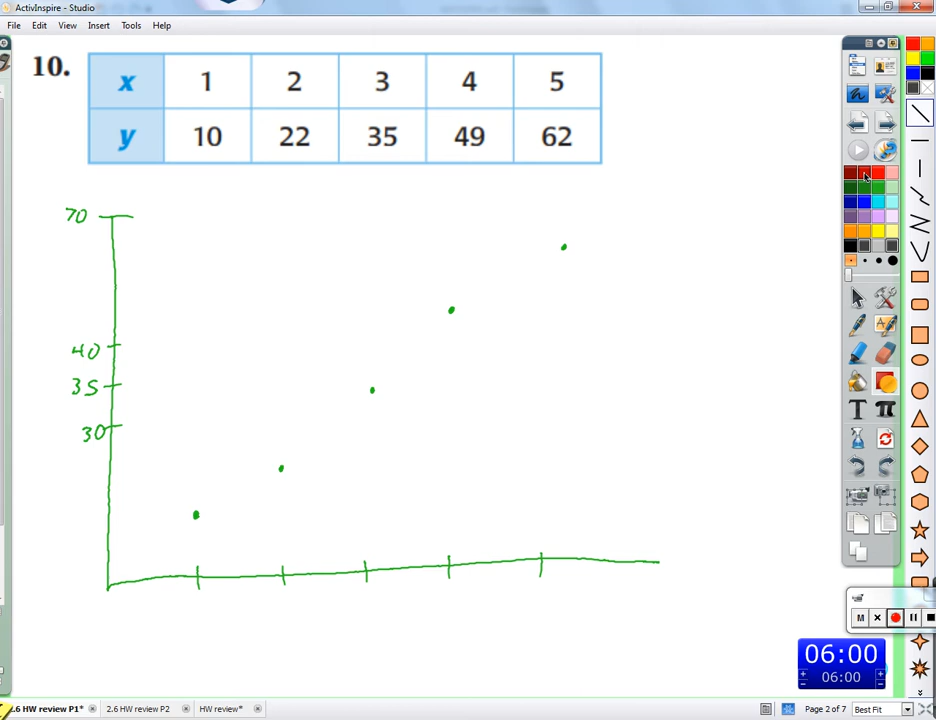 ActivInspire - Studio
File Edit View Insert Tools Help
10.
x 1 2 3 4 5
y 10 22 35 49 62
70
40
35
30
T π
M
06:00
06:00
2.6 HW review P1* 2.6 HW review P2 HW review* Page 2 of 7 Best Fit